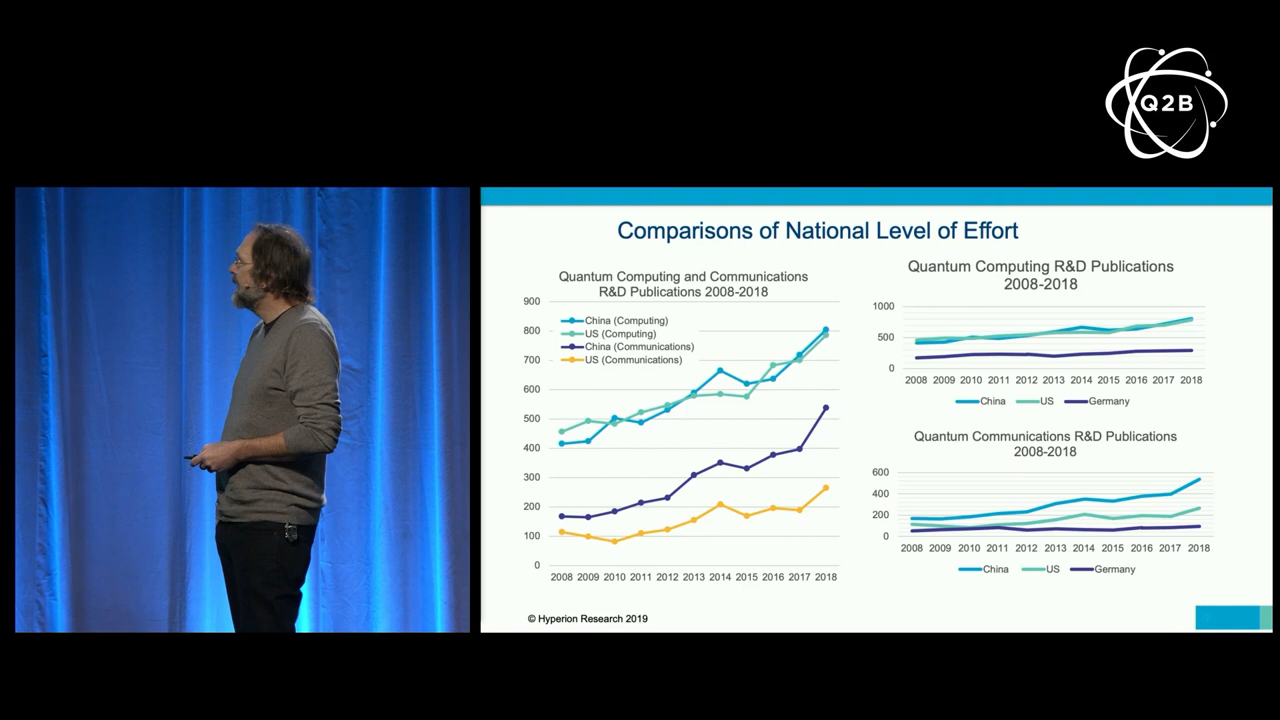 Q2B
Comparisons of National Level of Effort
Quantum Computing and Communications
R&D Publications 2008-2018
900
800
700
600
500
400
300
200
100
0
China (Computing)
US (Computing)
China (Communications)
US (Communications)
2008 2009 2010 2011 2012 2013 2014 2015 2016 2017 2018
Quantum Computing R&D Publications
2008-2018
1000
500
0
2008 2009 2010 2011 2012 2013 2014 2015 2016 2017 2018
China US Germany
Quantum Communications R&D Publications
2008-2018
600
400
200
0
2008 2009 2010 2011 2012 2013 2014 2015 2016 2017 2018
China US Germany
© Hyperion Research 2019